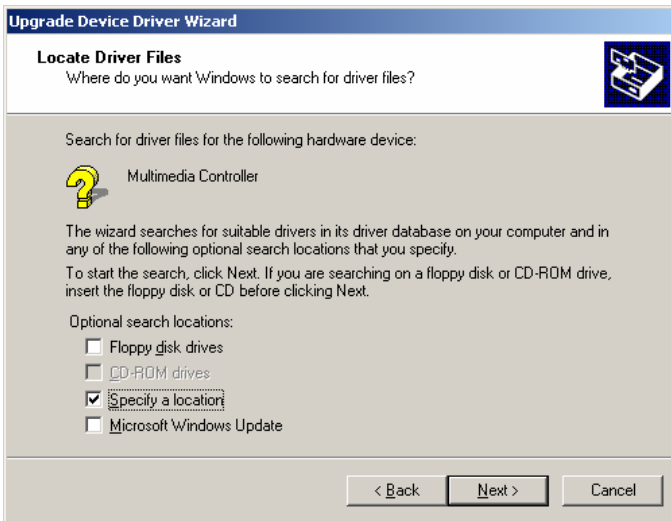 Upgrade Device Driver Wizard
Locate Driver Files
Where do you want Windows to search for driver files?
Search for driver files for the following hardware device:
Multimedia Controller
The wizard searches for suitable drivers in its driver database on your computer and in
any of the following optional search locations that you specify.
To start the search, click Next. If you are searching on a floppy disk or CD-ROM drive,
insert the floppy disk or CD before clicking Next.
Optional search locations:
Floppy disk drives
CD-ROM drives
Specify a location
Microsoft Windows Update
< Back Next > Cancel